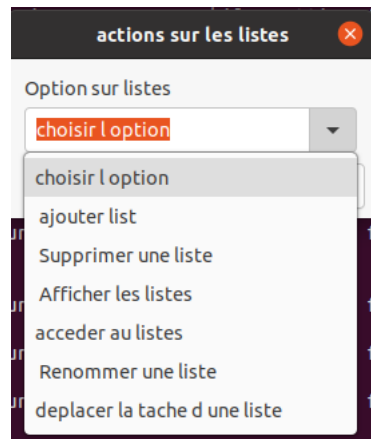 actions sur les listes
Option sur listes
choisir l option
choisir l option
ajouter list
Supprimer une liste
Afficher les listes
acceder au listes
Renommer une liste
deplacer la tache d une liste